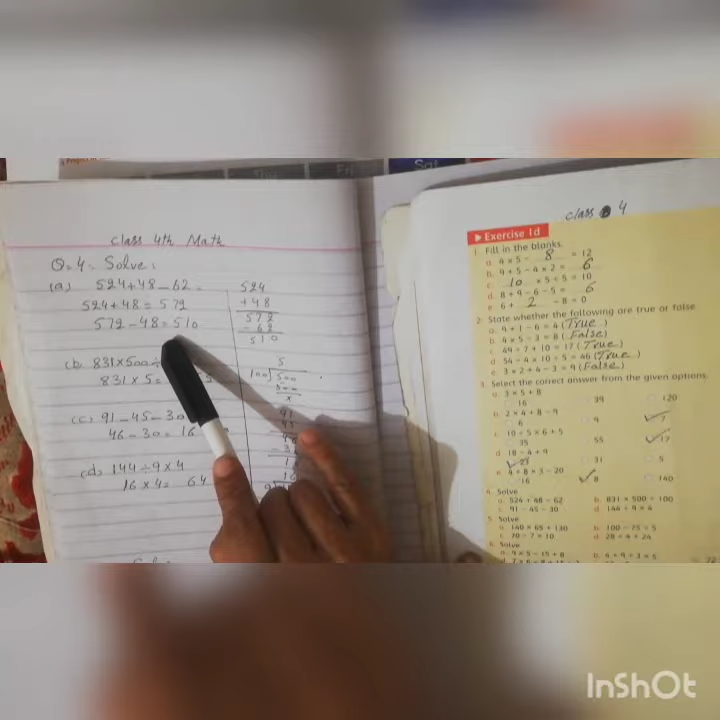 Thu Fri Sat
Class 4th Math
Q.4= Solve:
(a) 524+48-62=
524+48=572
572-48=510
524
+48
572
-62
510
(b) 831×500÷
831×5=
5
100 500
500
x
(c) 91-45-30
46-30=16
91
45
(d) 144÷9×4
16×4= 64
class 4
Exercise 1d
1 Fill in the blanks.
a. 4 × 5 - 8 = 12
b. 4 + 5 - 4 × 2 = 6
c. 10 × 5 ÷ 5 = 10
d. 8 + 9 - 6 - 5 = 6
e. 6 + 2 - 8 = 0
2 State whether the following are true or false.
a. 9 + 1 - 6 = 4 (True)
b. 4 × 5 - 3 = 8 (False)
c. 49 ÷ 7 + 10 = 17 (True)
d. 54 - 4 × 10 ÷ 5 = 46 (True)
e. 3 × 2 + 4 - 3 = 9 (False)
3 Select the correct answer from the given options.
a. 3 × 5 + 8
16 39 120
b. 2 × 4 + 8 - 9
6 9 7
c. 10 ÷ 5 × 6 + 5
35 55 17
d. 18 - 4 + 9
23 31 5
e. 4 + 8 × 3 - 20
16 8 140
4 Solve
a. 524 + 48 - 62 b. 831 × 500 ÷ 100
c. 91 - 45 - 30 d. 144 ÷ 9 × 4
5 Solve
a. 140 × 65 ÷ 130 b. 100 - 75 ÷ 5
c. 70 - 7 × 10 d. 28 ÷ 4 + 24
6 Solve
a. 9 × 5 - 15 + 8 b. 4 + 9 ÷ 3 × 5
InShOt